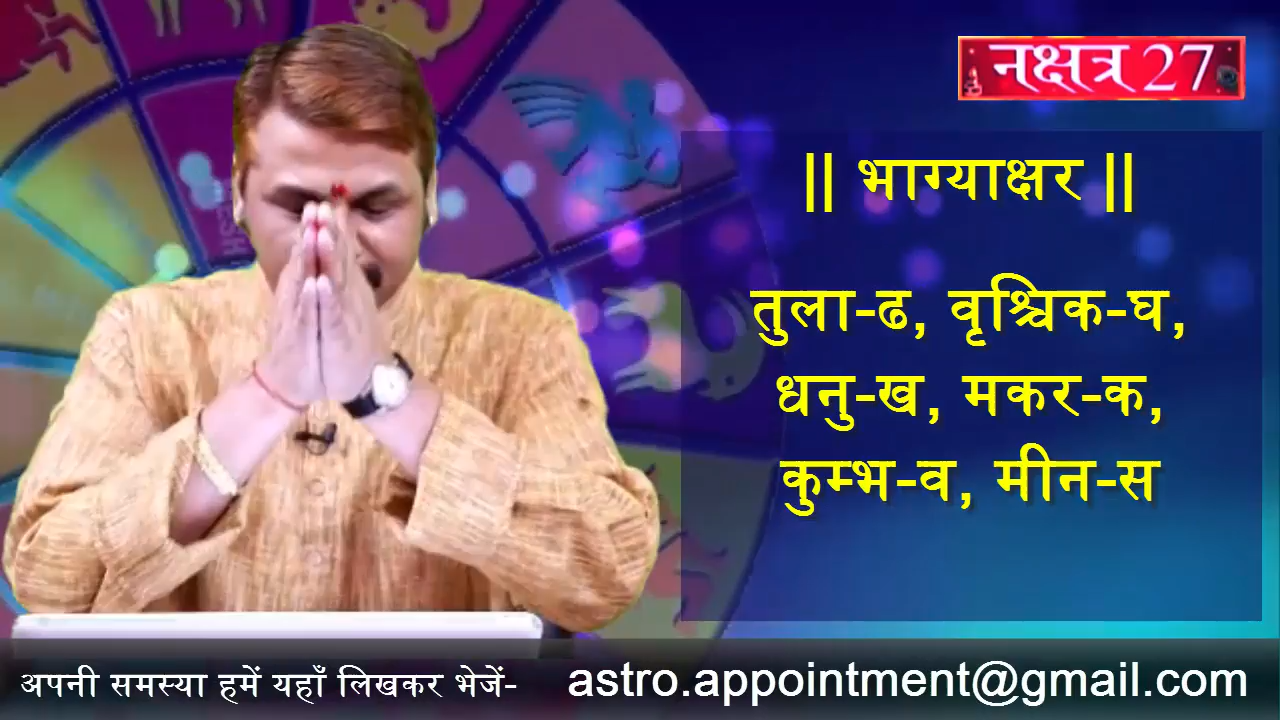 नक्षत्र 27
|| भाग्याक्षर ||
तुला-ढ, वृश्चिक-घ,
धनु-ख, मकर-क,
कुम्भ-व, मीन-स
अपनी समस्या हमें यहाँ लिखकर भेजें- astro.appointment@gmail.com